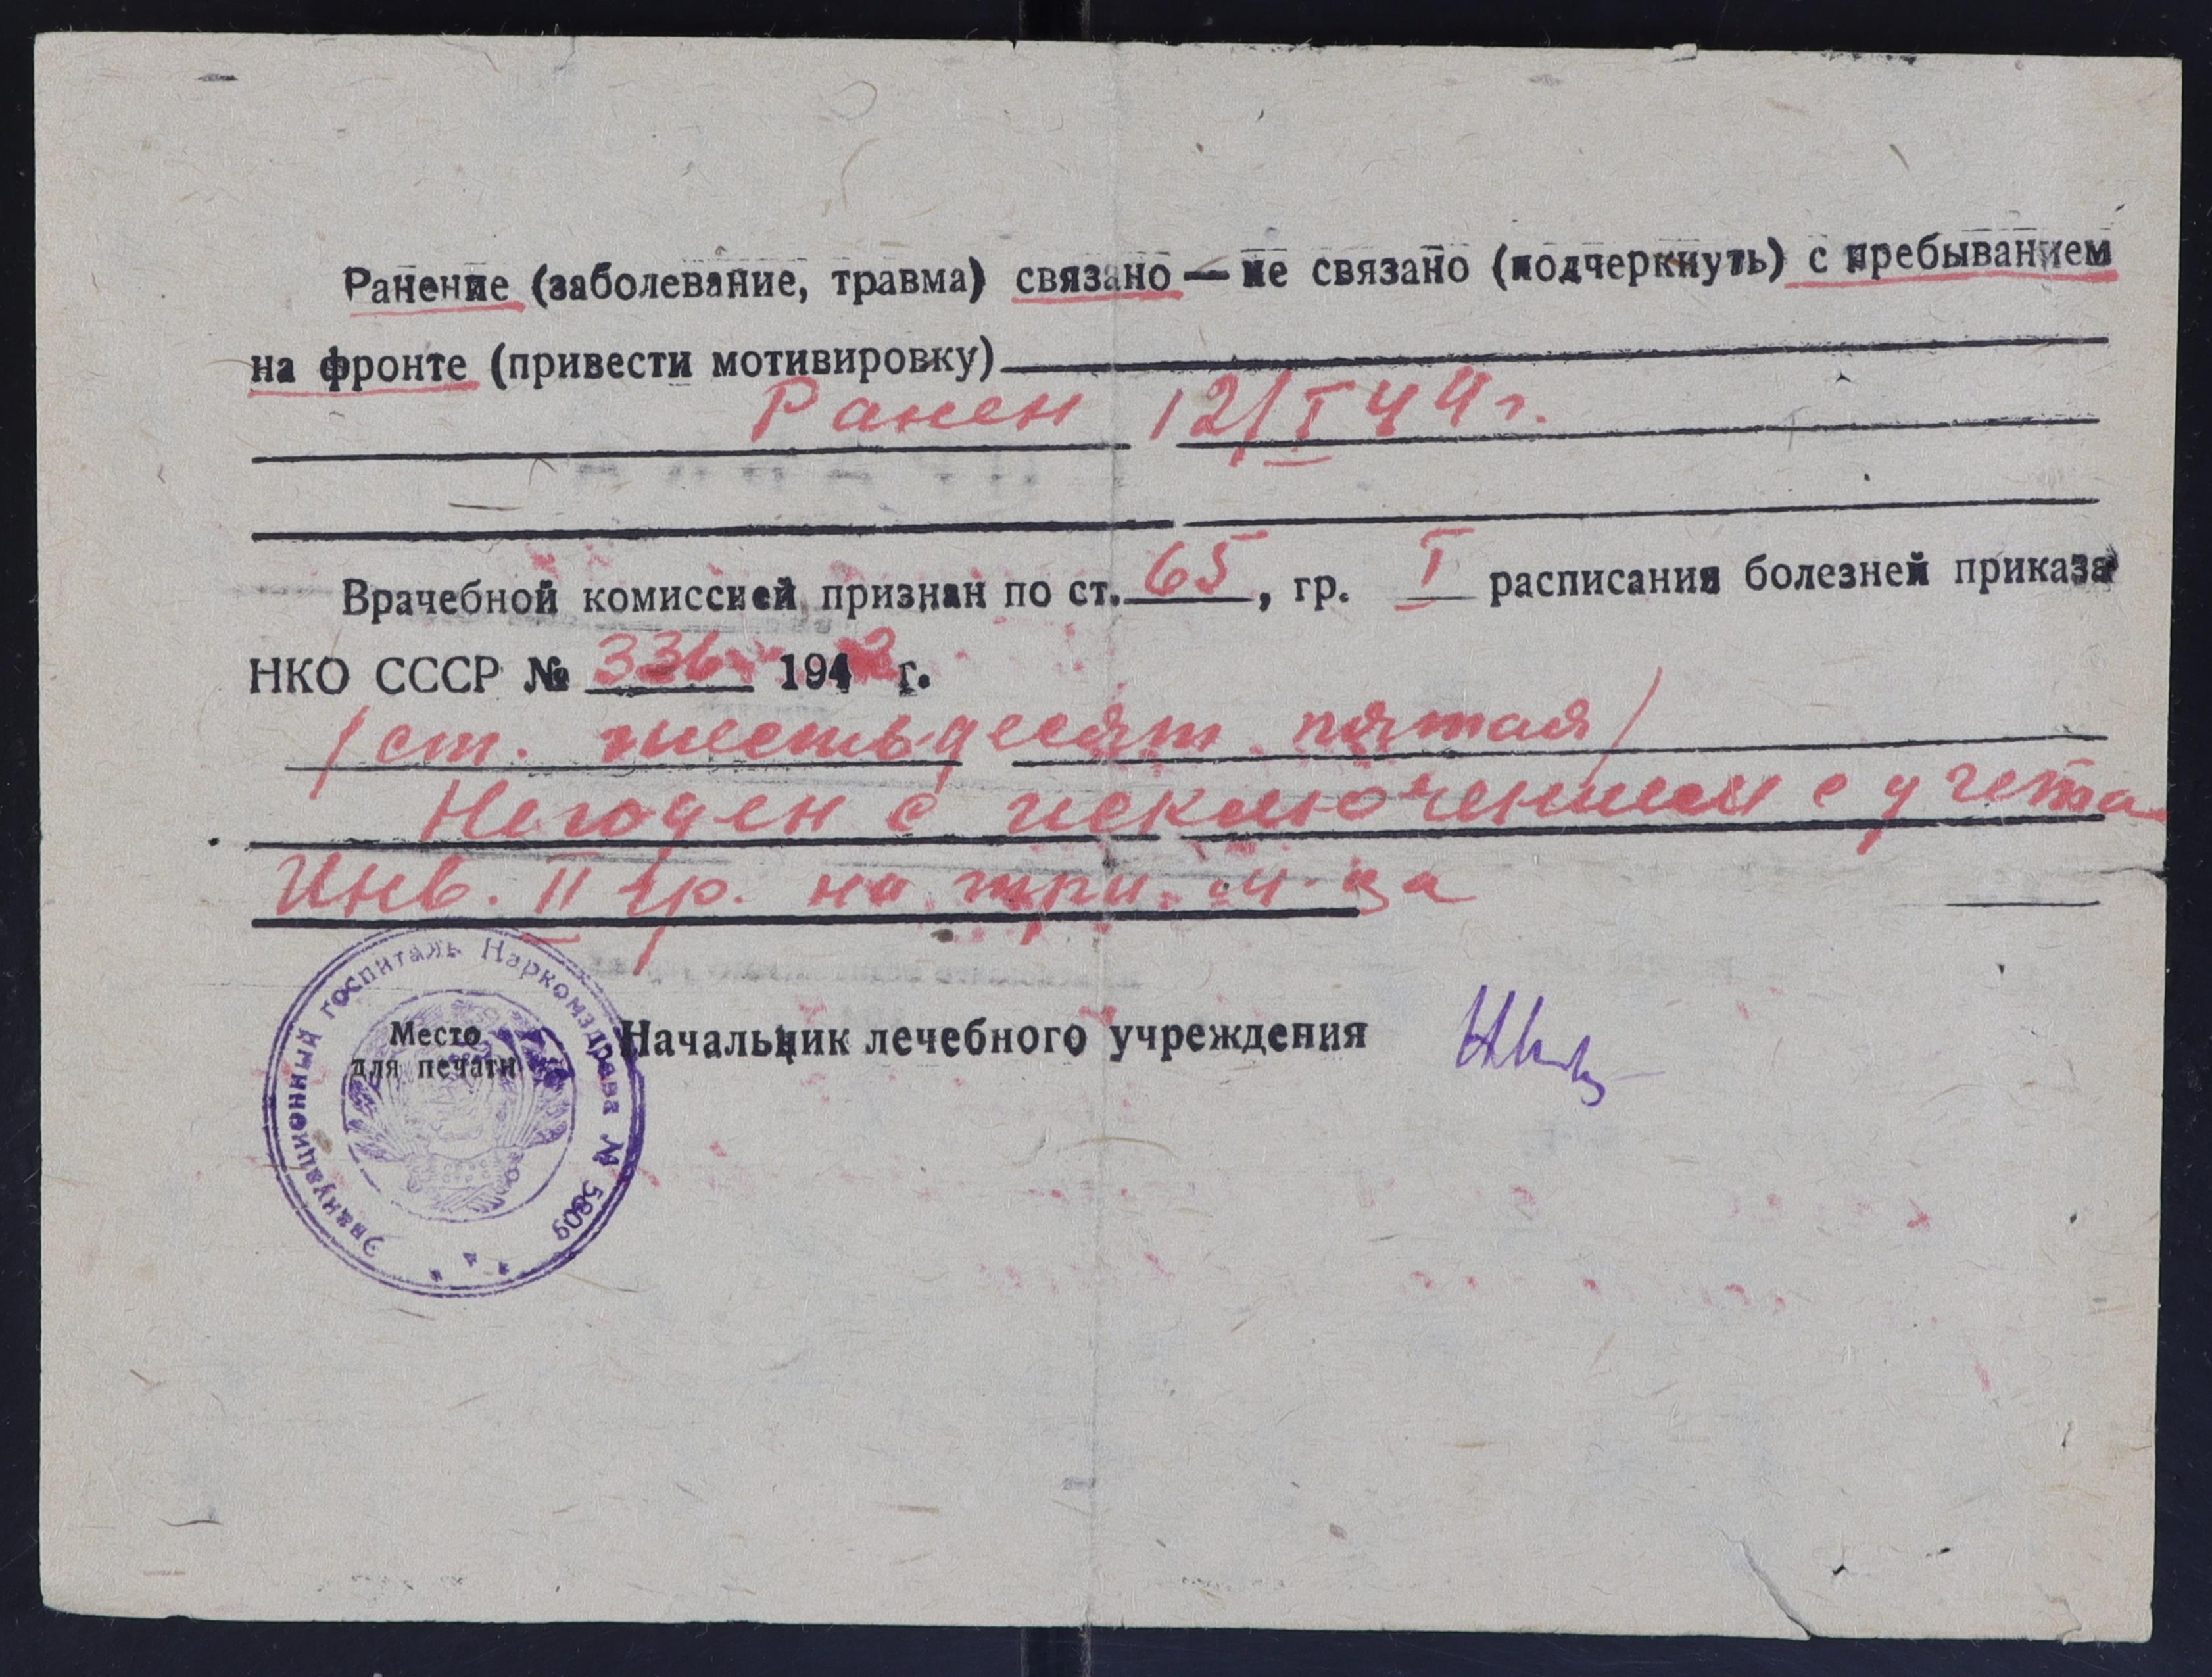 Ранение (заболевание, травма) связано — не связано (подчеркнуть) с пребыванием
на фронте (привести мотивировку)
Ранен 12/I 44 г.
Врачебной комиссией признан по ст. 65, гр. I расписания болезней приказа
НКО СССР № 336 1942 г.
/ст. шестьдесят пятая/
Негоден с исключением с учета
Инв. II гр. на три м-ца
Место
для печати
Начальник лечебного учреждения
Эвакуационный госпиталь Наркомздрава № 5809